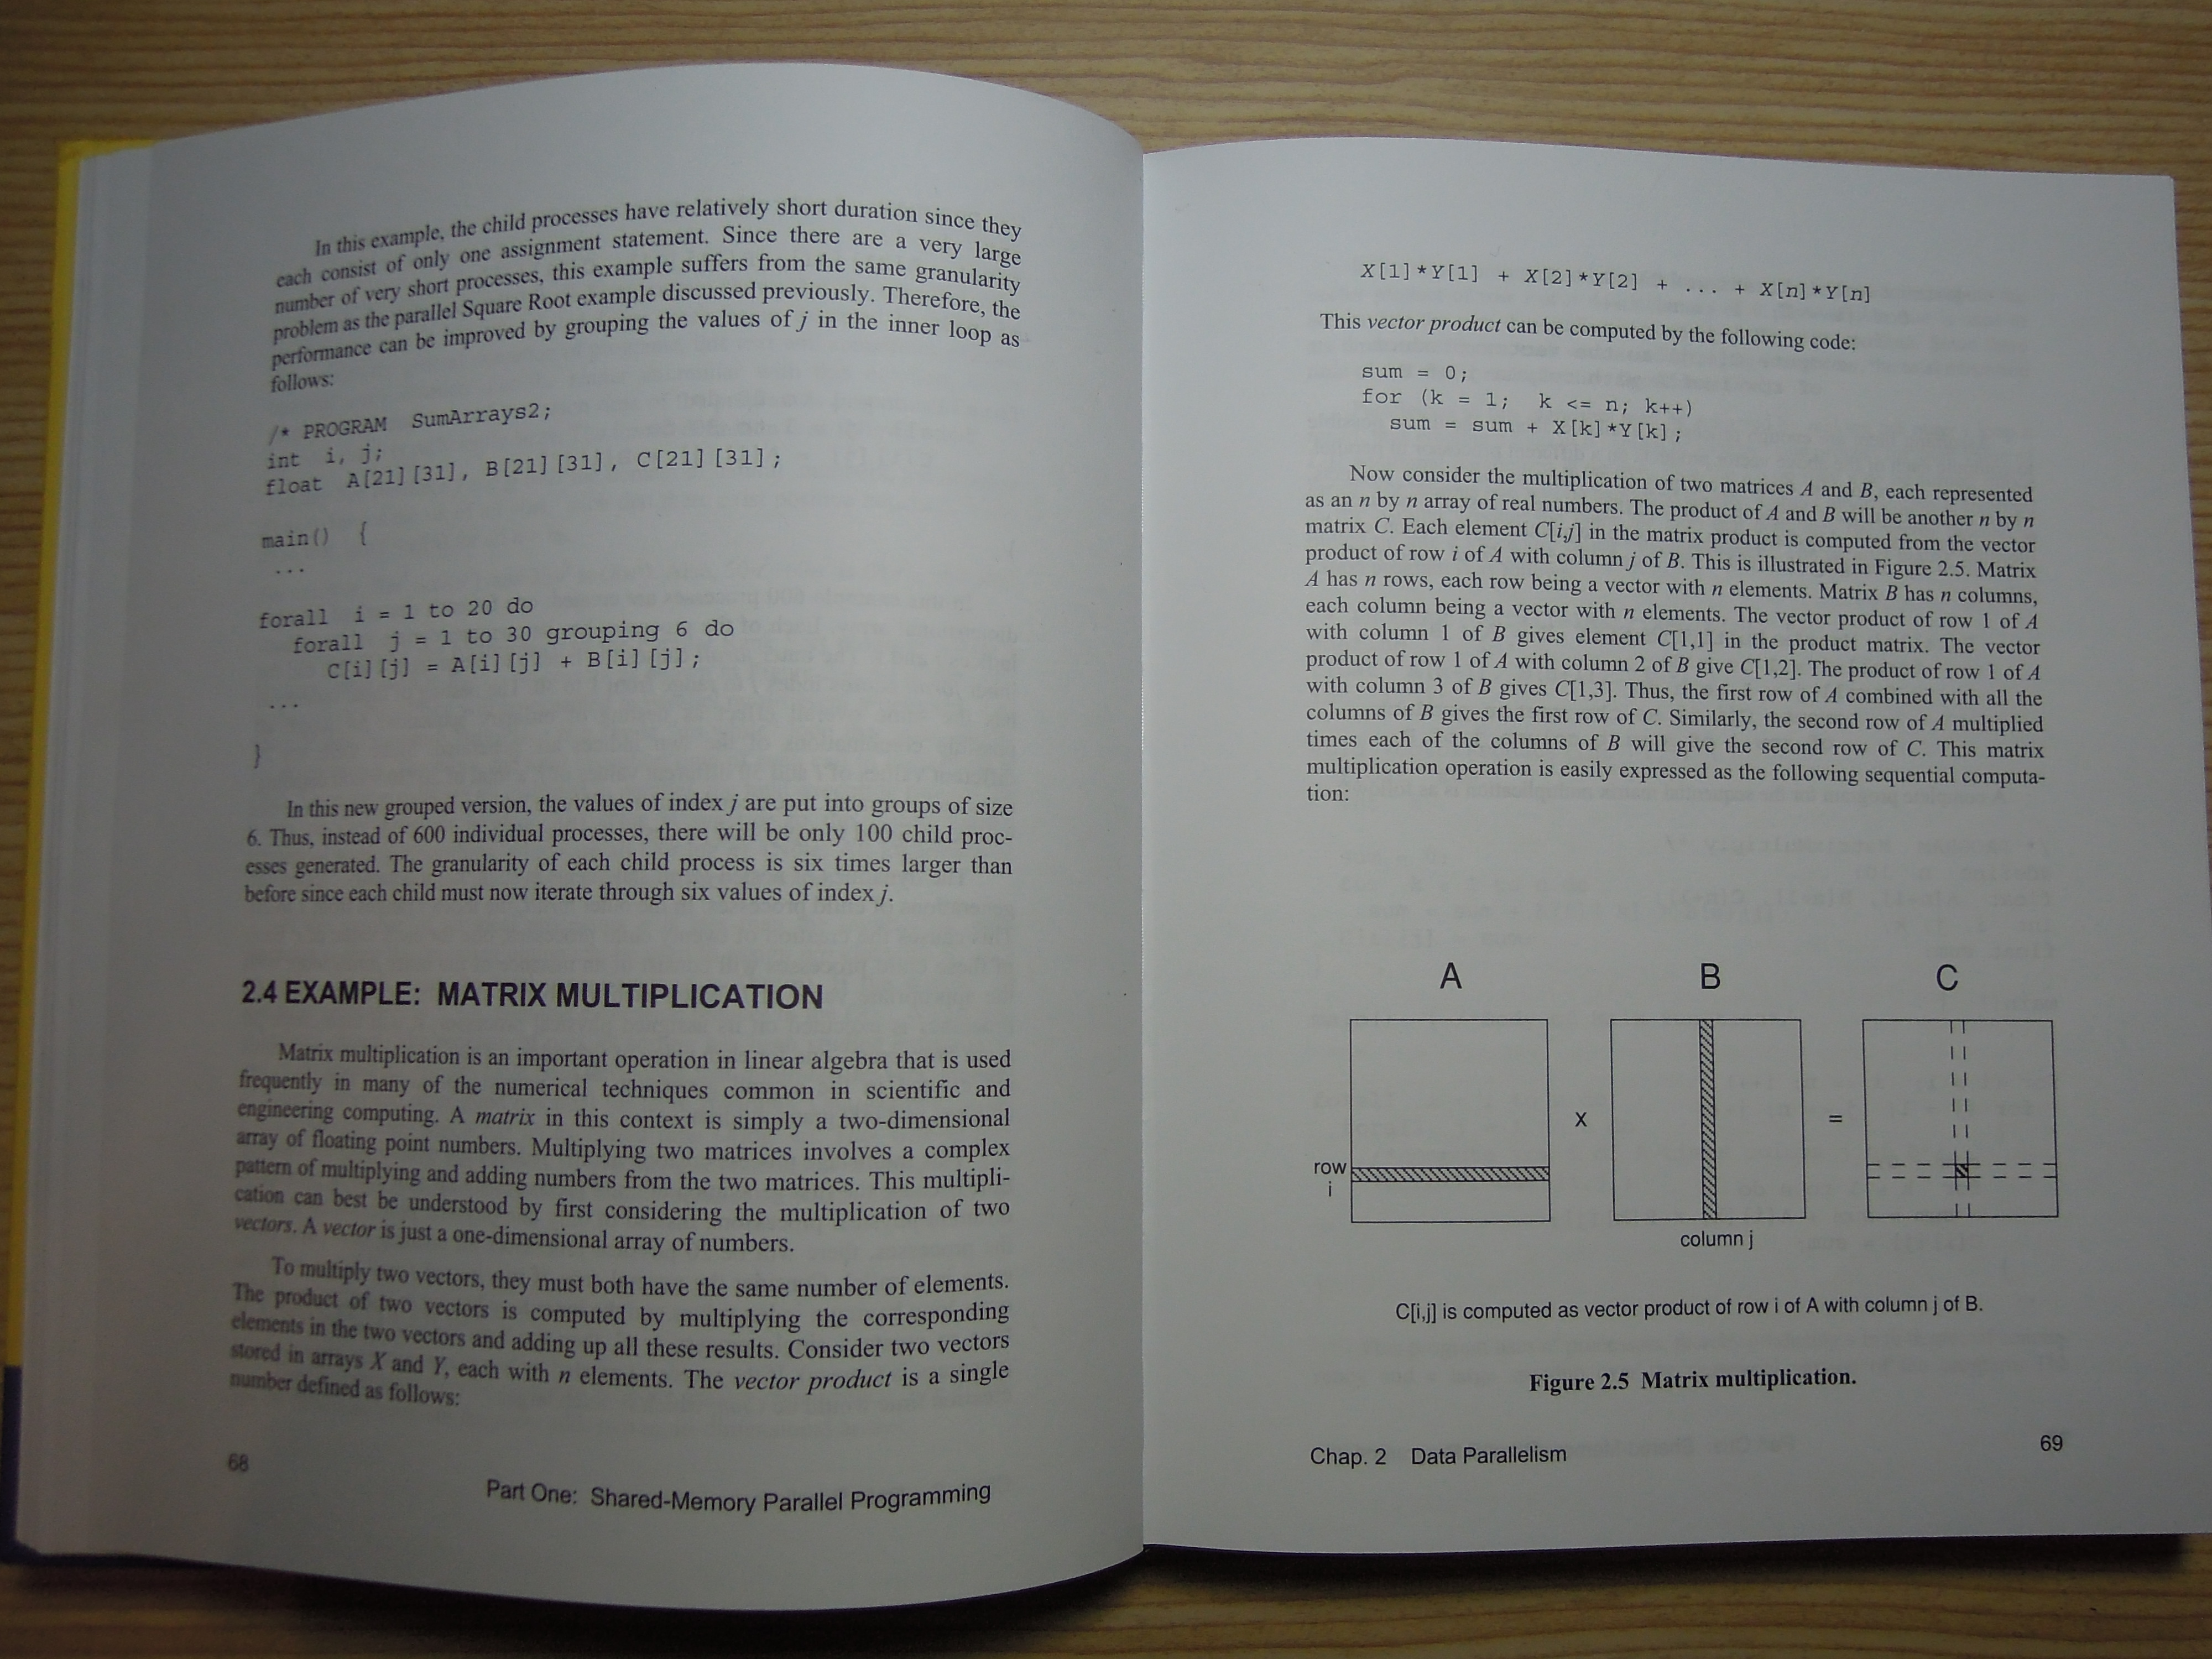 In this example, the child processes have relatively short duration since they
each consist of only one assignment statement. Since there are a very large
number of very short processes, this example suffers from the same granularity
problem as the parallel Square Root example discussed previously. Therefore, the
performance can be improved by grouping the values of j in the inner loop as
follows:
/* PROGRAM SumArrays2;
int i, j;
float A[21][31], B[21][31], C[21][31];
main() {
...
forall i = 1 to 20 do
forall j = 1 to 30 grouping 6 do
C[i][j] = A[i][j] + B[i][j];
...
}
In this new grouped version, the values of index j are put into groups of size
6. Thus, instead of 600 individual processes, there will be only 100 child proc-
esses generated. The granularity of each child process is six times larger than
before since each child must now iterate through six values of index j.
2.4 EXAMPLE: MATRIX MULTIPLICATION
Matrix multiplication is an important operation in linear algebra that is used
frequently in many of the numerical techniques common in scientific and
engineering computing. A matrix in this context is simply a two-dimensional
array of floating point numbers. Multiplying two matrices involves a complex
pattern of multiplying and adding numbers from the two matrices. This multipli-
cation can best be understood by first considering the multiplication of two
vectors. A vector is just a one-dimensional array of numbers.
To multiply two vectors, they must both have the same number of elements.
The product of two vectors is computed by multiplying the corresponding
elements in the two vectors and adding up all these results. Consider two vectors
stored in arrays X and Y, each with n elements. The vector product is a single
number defined as follows:
68
Part One: Shared-Memory Parallel Programming
X[1]*Y[1] + X[2]*Y[2] + ... + X[n]*Y[n]
This vector product can be computed by the following code:
sum = 0;
for (k = 1; k <= n; k++)
sum = sum + X[k]*Y[k];
Now consider the multiplication of two matrices A and B, each represented
as an n by n array of real numbers. The product of A and B will be another n by n
matrix C. Each element C[i,j] in the matrix product is computed from the vector
product of row i of A with column j of B. This is illustrated in Figure 2.5. Matrix
A has n rows, each row being a vector with n elements. Matrix B has n columns,
each column being a vector with n elements. The vector product of row 1 of A
with column 1 of B gives element C[1,1] in the product matrix. The vector
product of row 1 of A with column 2 of B give C[1,2]. The product of row 1 of A
with column 3 of B gives C[1,3]. Thus, the first row of A combined with all the
columns of B gives the first row of C. Similarly, the second row of A multiplied
times each of the columns of B will give the second row of C. This matrix
multiplication operation is easily expressed as the following sequential computa-
tion:
A B C
x =
row
i
column j
C[i,j] is computed as vector product of row i of A with column j of B.
Figure 2.5 Matrix multiplication.
Chap. 2 Data Parallelism
69